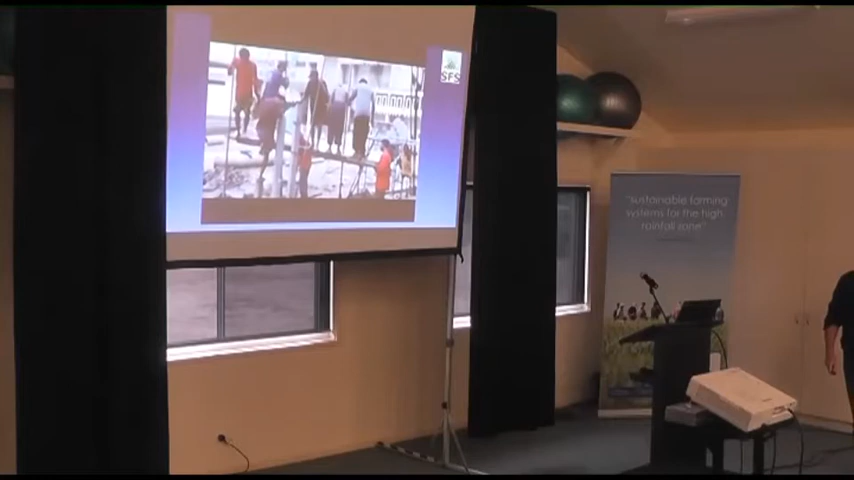 SFS
"sustainable farming
systems for the high
rainfall zone"